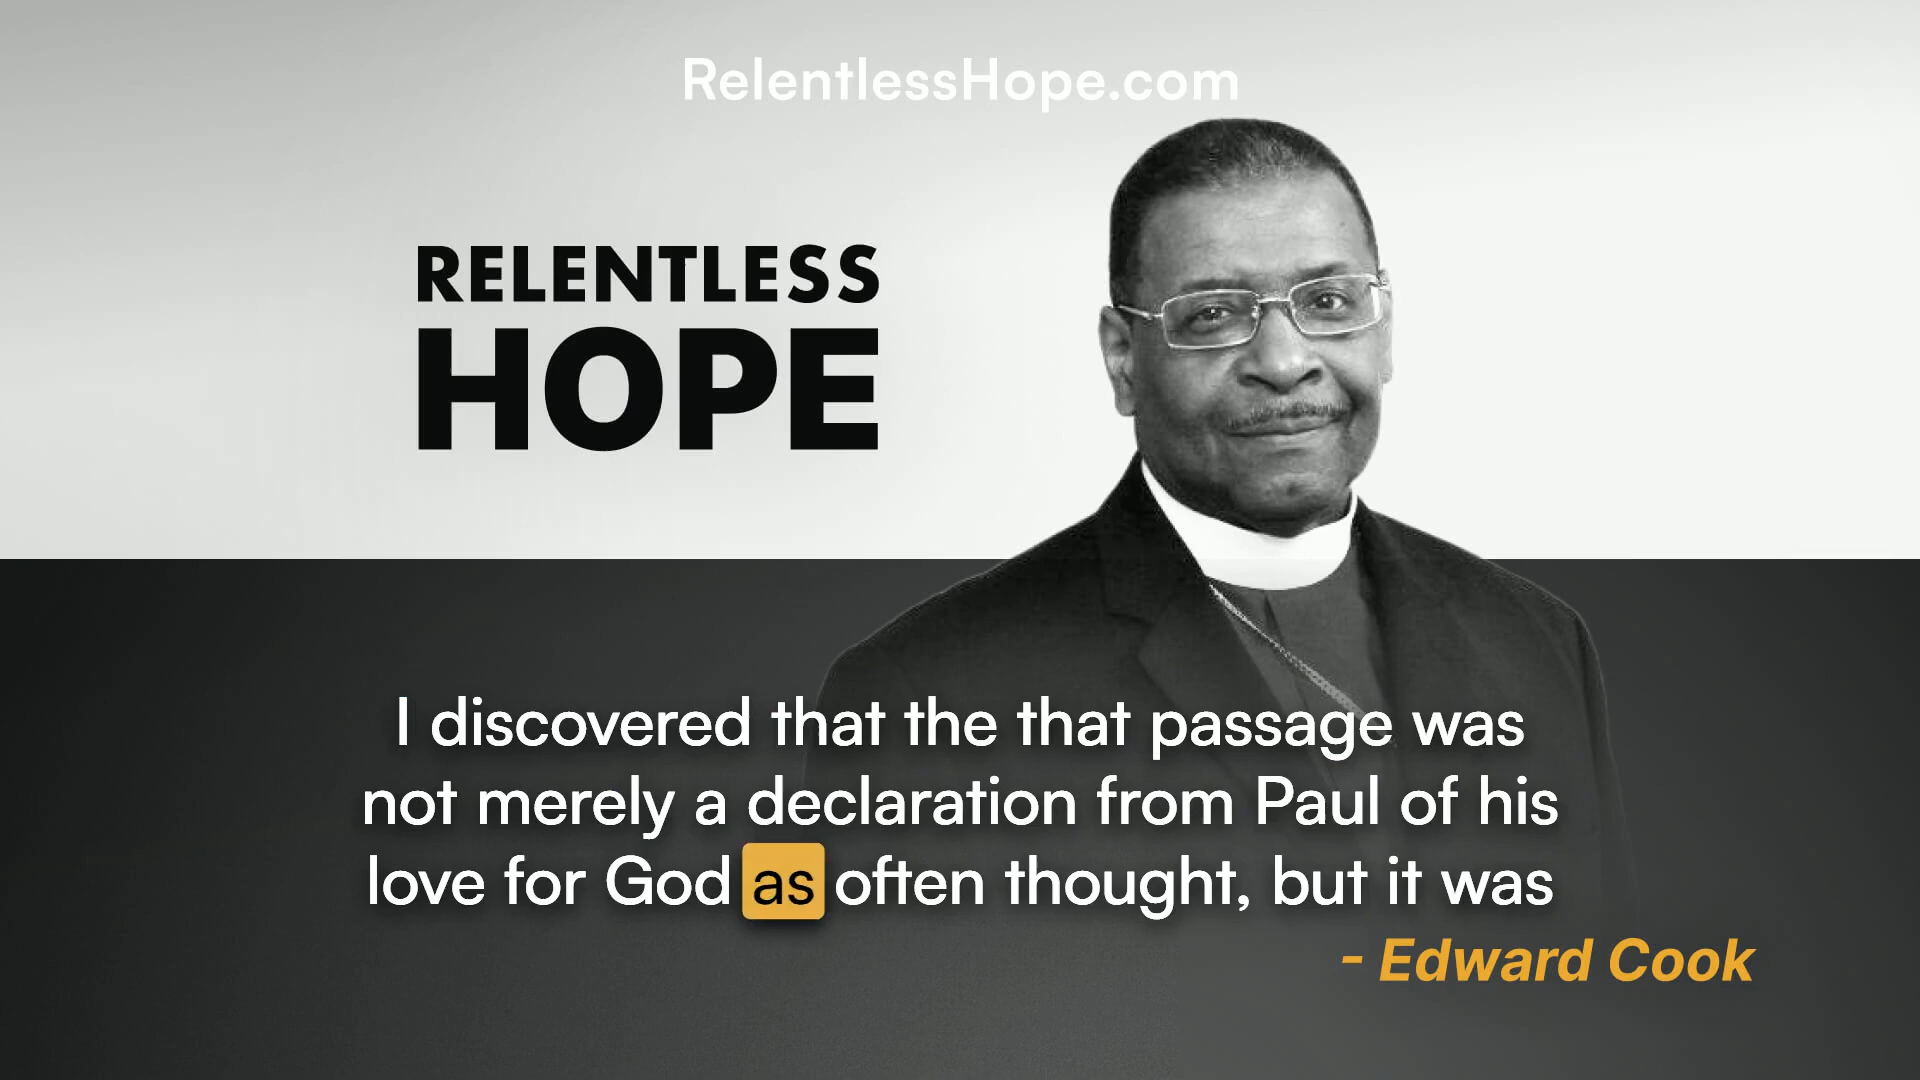 RelentlessHope.com
RELENTLESS
HOPE
I discovered that the that passage was
not merely a declaration from Paul of his
love for God as often thought, but it was
- Edward Cook